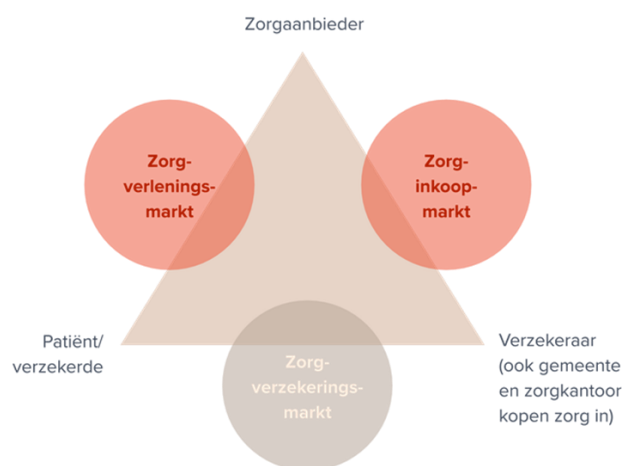 Zorgaanbieder
Zorg-
verlenings-
markt
Zorg-
inkoop-
markt
Patiënt/
verzekerde
Zorg-
verzekerings-
markt
Verzekeraar
(ook gemeente
en zorgkantoor
kopen zorg in)